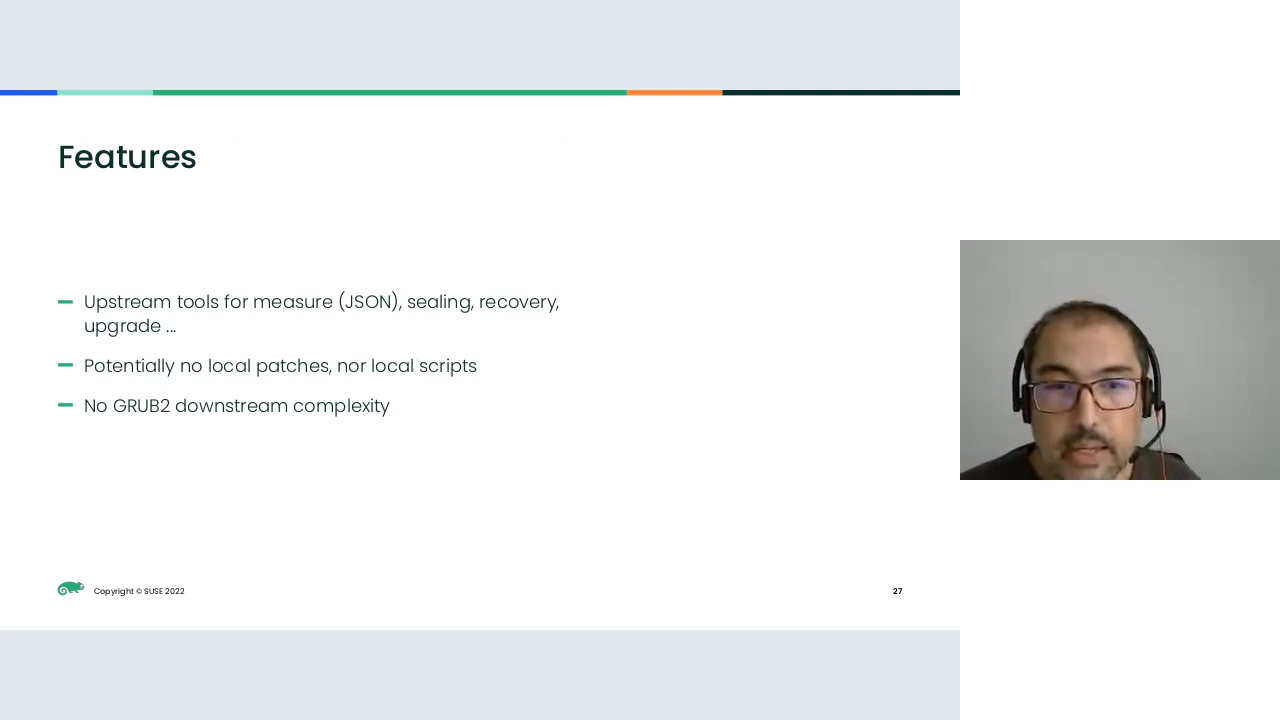 Features
Upstream tools for measure (JSON), sealing, recovery,
upgrade ...
Potentially no local patches, nor local scripts
No GRUB2 downstream complexity
Copyright © SUSE 2022
27